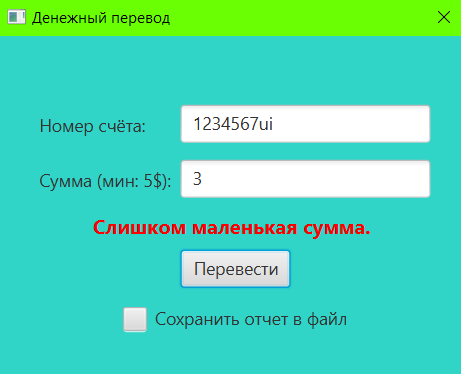 Денежный перевод
Номер счёта: 1234567ui
Сумма (мин: 5$): 3
Слишком маленькая сумма.
Перевести
Сохранить отчет в файл